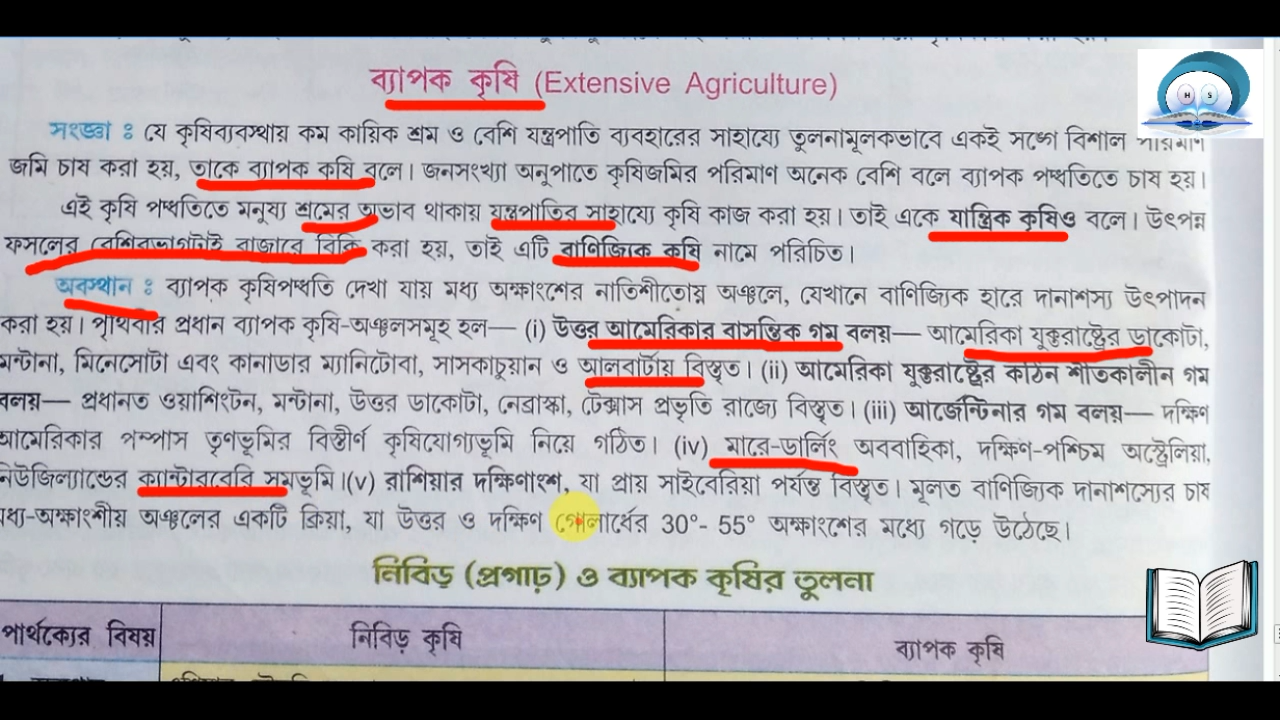 ব্যাপক কৃষি (Extensive Agriculture)
H S
সংজ্ঞা : যে কৃষিব্যবস্থায় কম কায়িক শ্রম ও বেশি যন্ত্রপাতি ব্যবহারের সাহায্যে তুলনামূলকভাবে একই সঙ্গে বিশাল পরিমাণ
জমি চাষ করা হয়, তাকে ব্যাপক কৃষি বলে। জনসংখ্যা অনুপাতে কৃষিজমির পরিমাণ অনেক বেশি বলে ব্যাপক পদ্ধতিতে চাষ হয়।
এই কৃষি পদ্ধতিতে মনুষ্য শ্রমের অভাব থাকায় যন্ত্রপাতির সাহায্যে কৃষি কাজ করা হয়। তাই একে যান্ত্রিক কৃষিও বলে। উৎপন্ন
ফসলের বেশিরভাগটাই বাজারে বিক্রি করা হয়, তাই এটি বাণিজ্যিক কৃষি নামে পরিচিত।
অবস্থান : ব্যাপক কৃষিপদ্ধতি দেখা যায় মধ্য অক্ষাংশের নাতিশীতোষ্ণ অঞ্চলে, যেখানে বাণিজ্যিক হারে দানাশস্য উৎপাদন
করা হয়। পৃথিবীর প্রধান ব্যাপক কৃষি-অঞ্চলসমূহ হল— (i) উত্তর আমেরিকার বাসন্তিক গম বলয়— আমেরিকা যুক্তরাষ্ট্রের ডাকোটা,
মন্টানা, মিনেসোটা এবং কানাডার ম্যানিটোবা, সাসকাচুয়ান ও আলবার্টায় বিস্তৃত। (ii) আমেরিকা যুক্তরাষ্ট্রের কঠিন শীতকালীন গম
বলয়— প্রধানত ওয়াশিংটন, মন্টানা, উত্তর ডাকোটা, নেব্রাস্কা, টেক্সাস প্রভৃতি রাজ্যে বিস্তৃত। (iii) আর্জেন্টিনার গম বলয়— দক্ষিণ
আমেরিকার পম্পাস তৃণভূমির বিস্তীর্ণ কৃষিযোগ্যভূমি নিয়ে গঠিত। (iv) মারে-ডার্লিং অববাহিকা, দক্ষিণ-পশ্চিম অস্ট্রেলিয়া,
নিউজিল্যান্ডের ক্যান্টারবেরি সমভূমি।(v) রাশিয়ার দক্ষিণাংশ, যা প্রায় সাইবেরিয়া পর্যন্ত বিস্তৃত। মূলত বাণিজ্যিক দানাশস্যের চাষ
মধ্য-অক্ষাংশীয় অঞ্চলের একটি ক্রিয়া, যা উত্তর ও দক্ষিণ গোলার্ধের 30°- 55° অক্ষাংশের মধ্যে গড়ে উঠেছে।
নিবিড় (প্রগাঢ়) ও ব্যাপক কৃষির তুলনা
পার্থক্যের বিষয় নিবিড় কৃষি ব্যাপক কৃষি